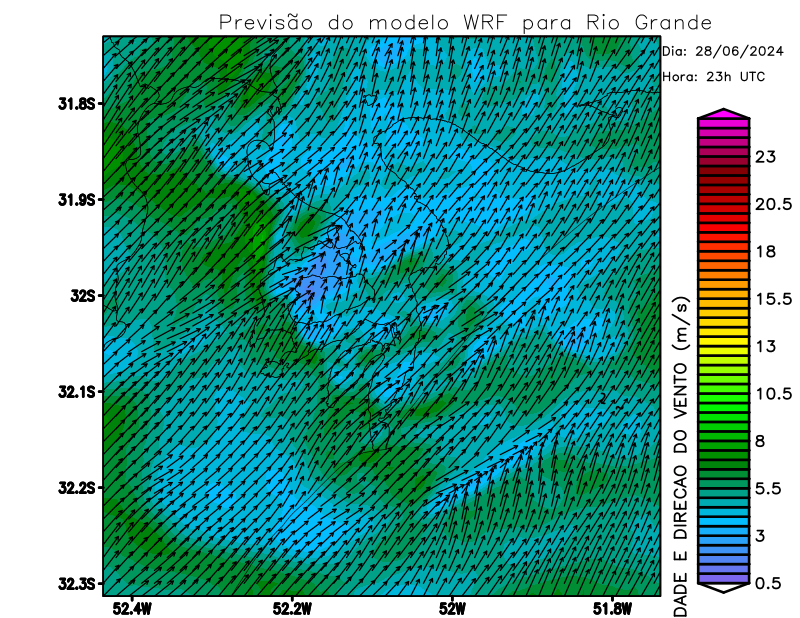 Previsão do modelo WRF para Rio Grande
Dia: 28/06/2024
Hora: 23h UTC
31.8S
31.9S
32S
32.1S
32.2S
32.3S
52.4W
52.2W
52W
51.8W
23
20.5
18
15.5
13
10.5
8
5.5
3
0.5
DADE E DIRECAO DO VENTO (m/s)